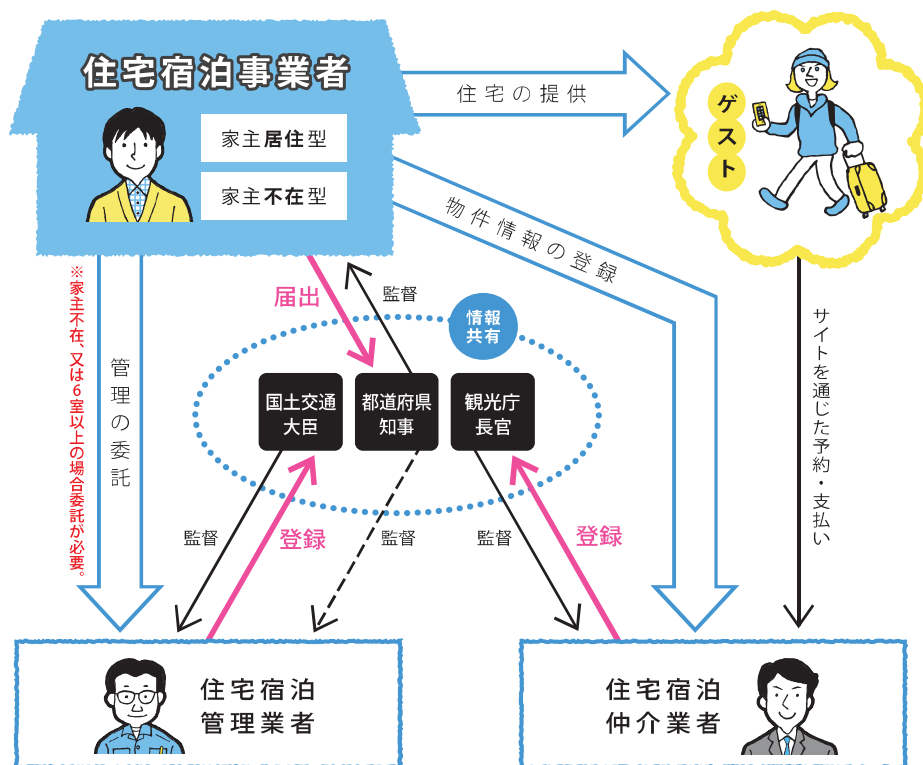 住宅宿泊事業者
家主居住型
家主不在型
住宅の提供
ゲスト
物件情報の登録
届出
監督
情報
共有
※家主不在、又は6室以上の場合委託が必要。
管理の委託
国土交通
大臣
都道府県
知事
観光庁
長官
サイトを通じた予約・支払い
監督
登録
監督
監督
登録
住宅宿泊
管理業者
住宅宿泊
仲介業者